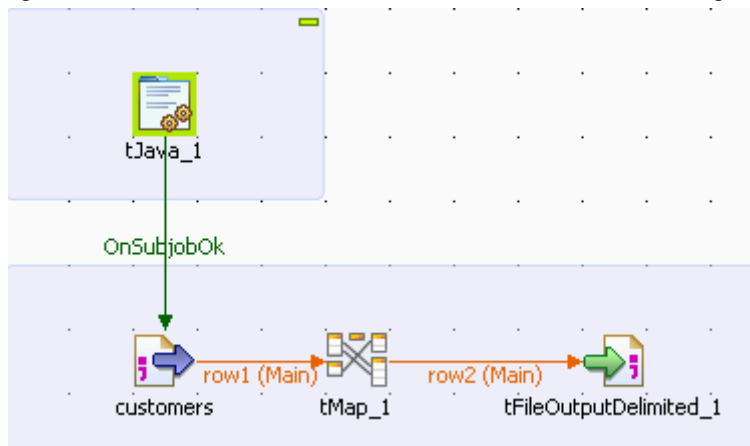 tJava_1
OnSubjobOk
row1 (Main)
row2 (Main)
customers
tMap_1
tFileOutputDelimited_1